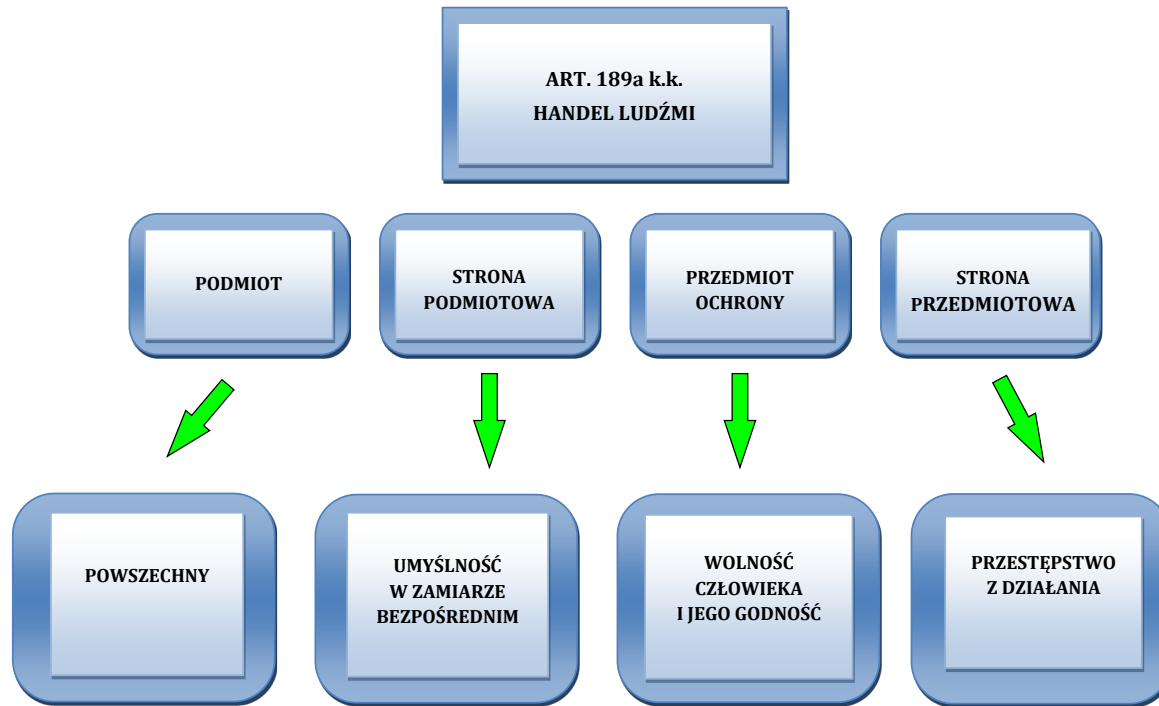 ART. 189a k.k.
HANDEL LUDŹMI
PODMIOT
STRONA
PODMIOTOWA
PRZEDMIOT
OCHRONY
STRONA
PRZEDMIOTOWA
POWSZECHNY
UMYŚLNOŚĆ
W ZAMIARZE
BEZPOŚREDNIM
WOLNOŚĆ
CZŁOWIEKA
I JEGO GODNOŚĆ
PRZESTĘPSTWO
Z DZIAŁANIA